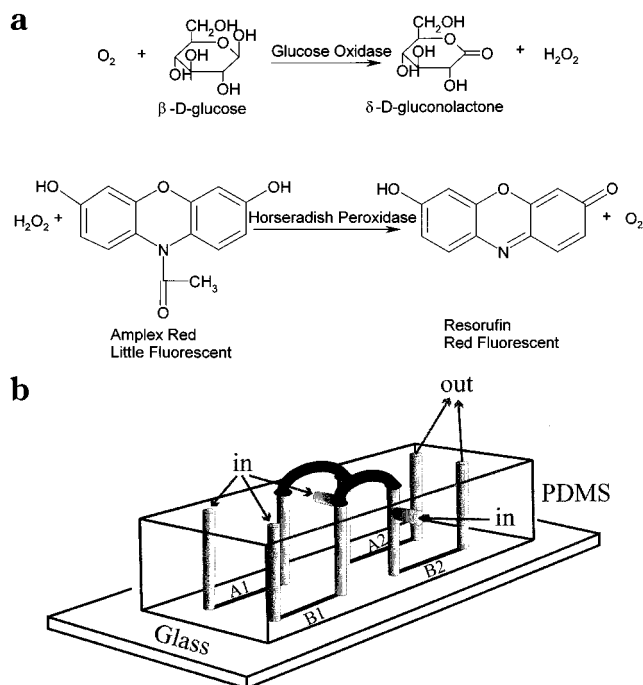 a
CH₂OH
O
OH
OH
OH
OH
O₂ + Glucose Oxidase
β-D-glucose
CH₂OH
O
OH
OH
OH
O
+ H₂O₂
δ-D-gluconolactone
HO O OH
H₂O₂ + Horseradish Peroxidase
N
CH₃
O
Amplex Red
Little Fluorescent
HO O O
N
+ O₂
Resorufin
Red Fluorescent
b
out
in
PDMS
in
A1
A2
B1
B2
Glass